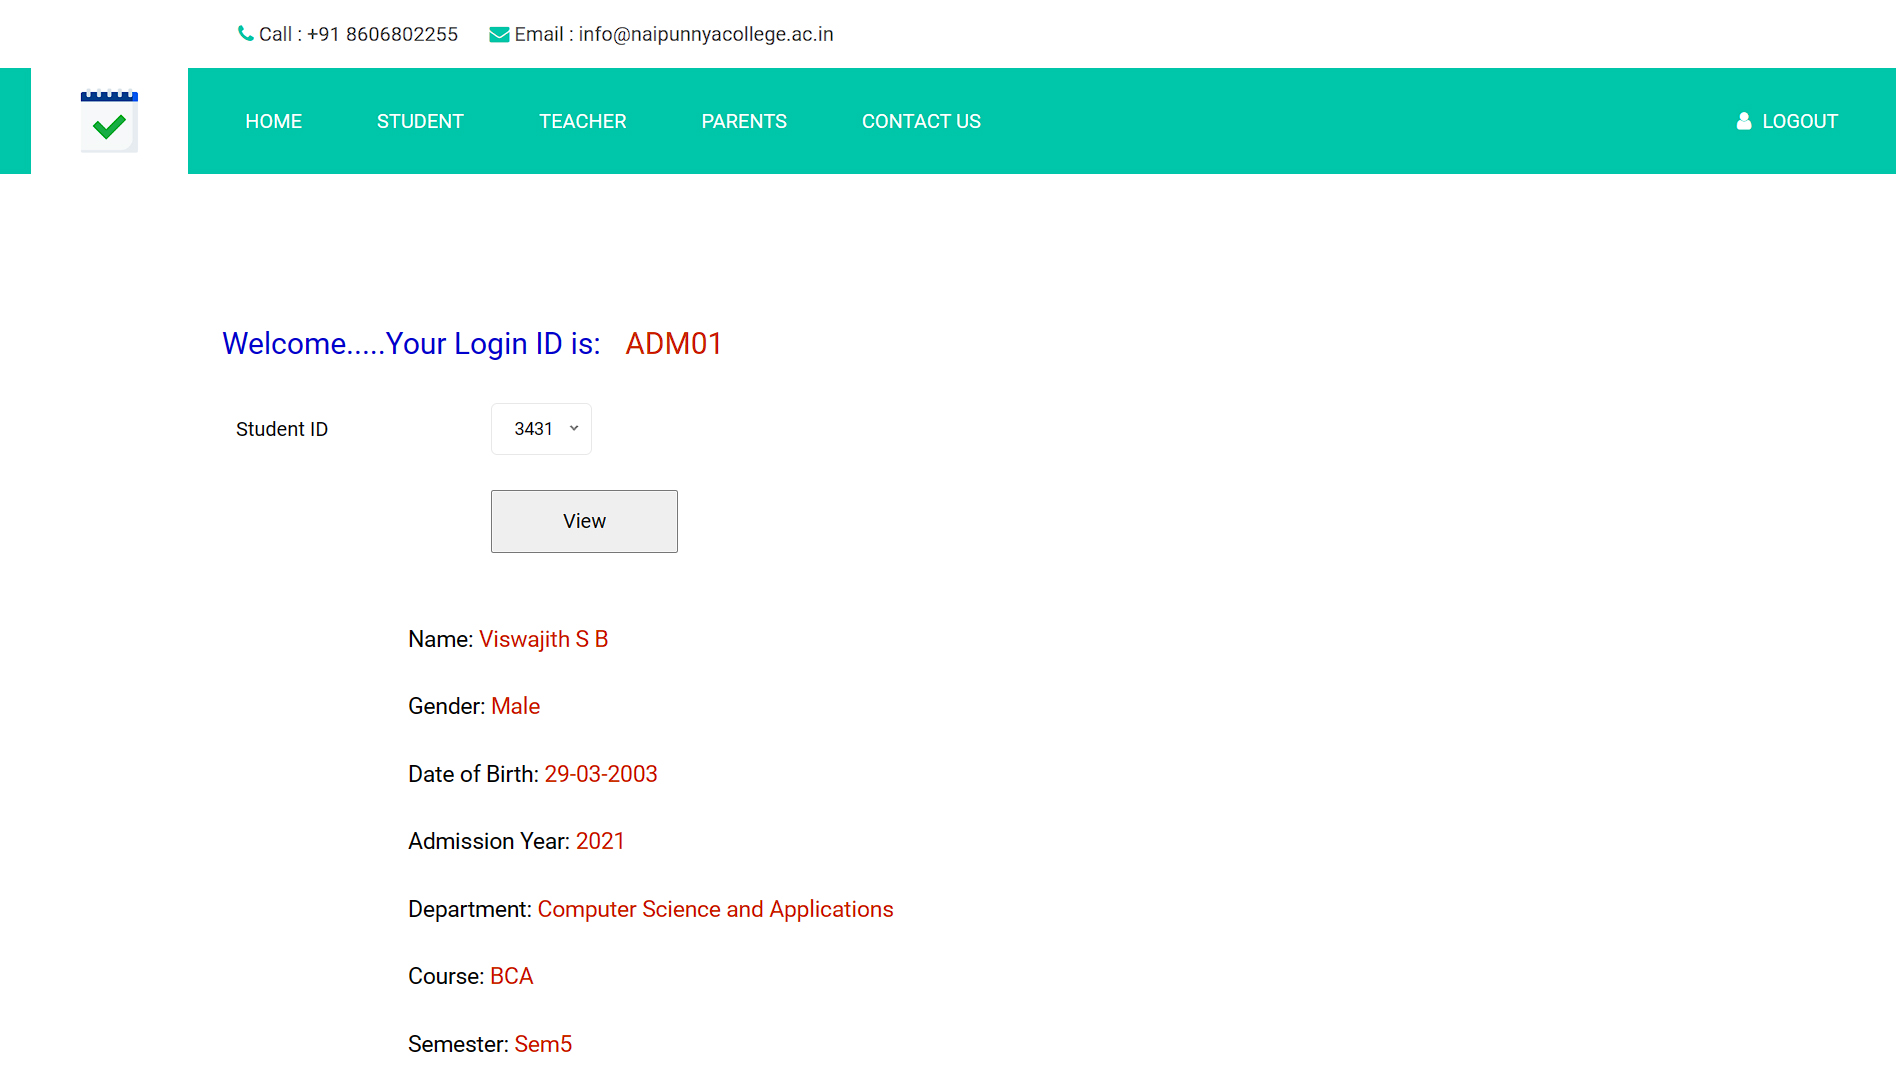 Call : +91 8606802255 Email : info@naipunnyacollege.ac.in
HOME STUDENT TEACHER PARENTS CONTACT US LOGOUT
Welcome.....Your Login ID is: ADM01
Student ID 3431
View
Name: Viswajith S B
Gender: Male
Date of Birth: 29-03-2003
Admission Year: 2021
Department: Computer Science and Applications
Course: BCA
Semester: Sem5